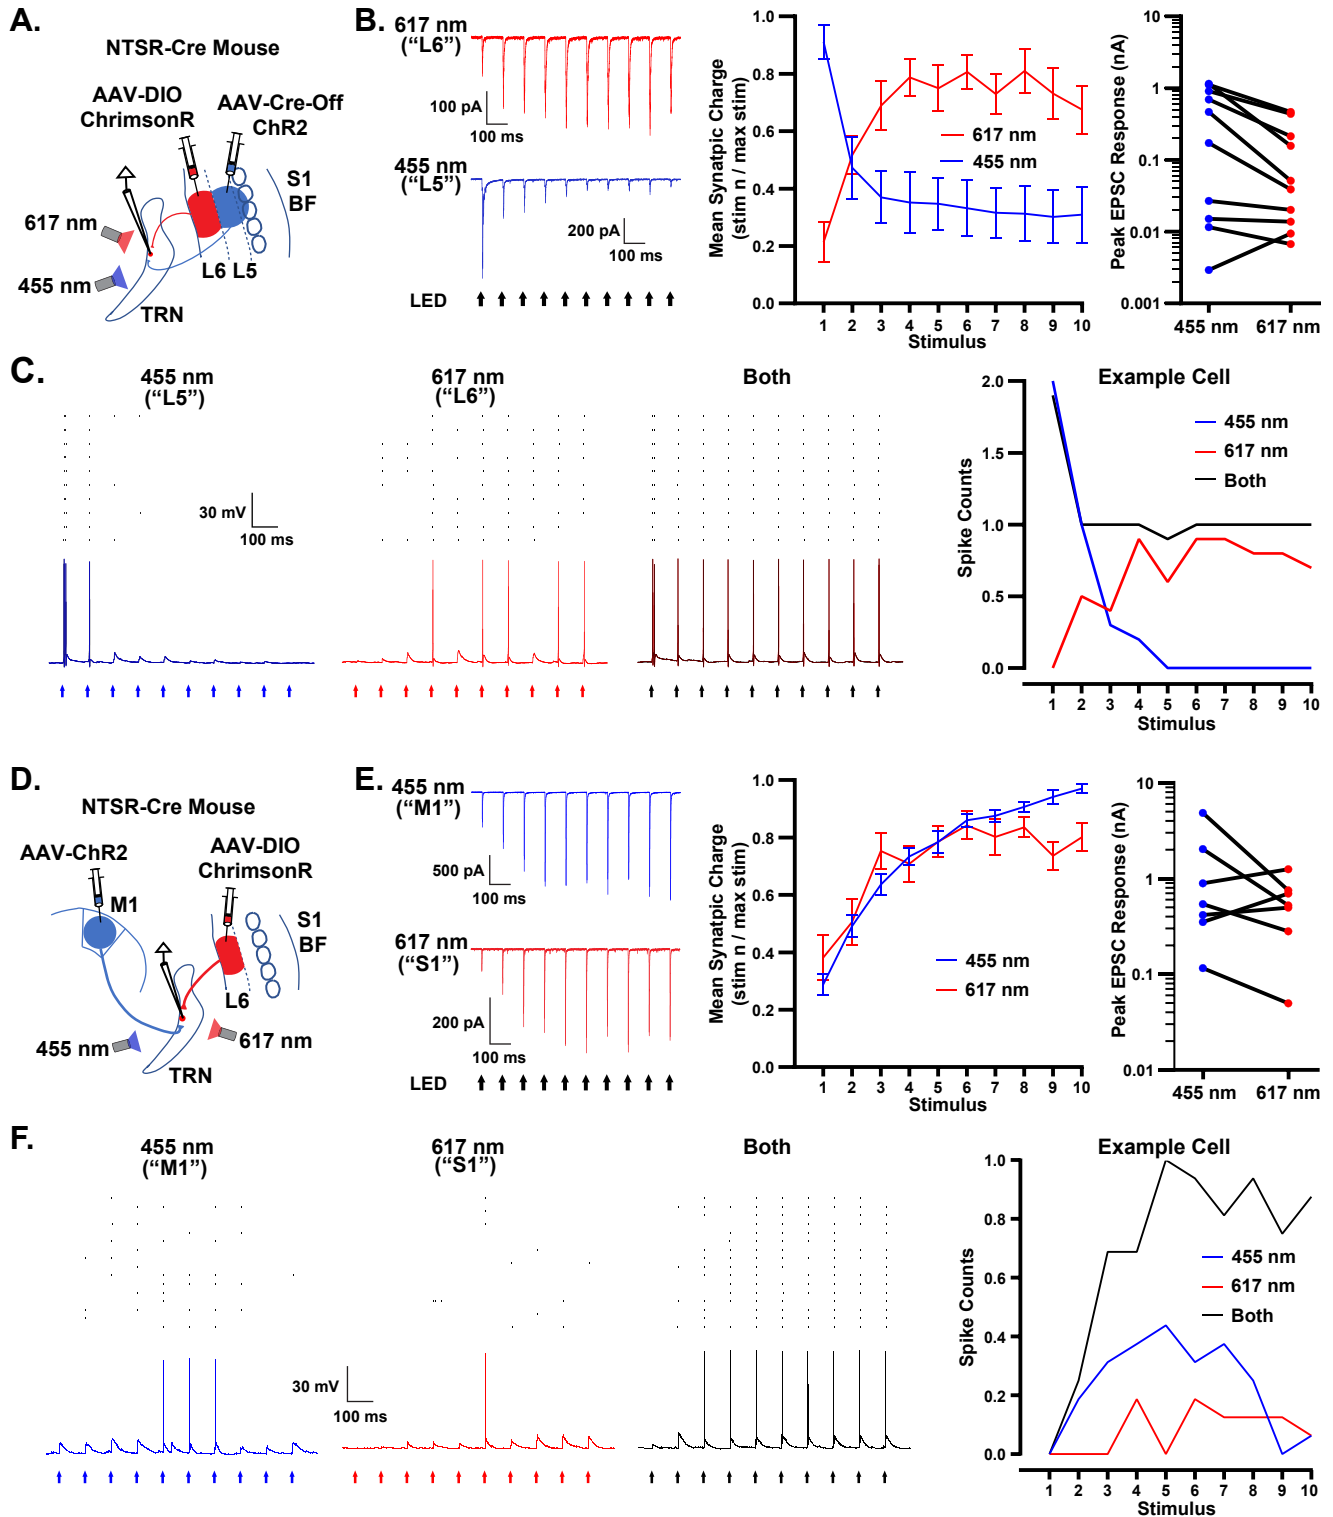 A.
NTSR-Cre Mouse
AAV-DIO
ChrimsonR
AAV-Cre-Off
ChR2
S1
BF
617 nm
455 nm
L6
L5
TRN
B.
617 nm
(“L6”)
100 pA
100 ms
455 nm
(“L5”)
200 pA
100 ms
LED
Mean Synatpic Charge
(stim n / max stim)
1.0
0.8
0.6
0.4
0.2
0.0
617 nm
455 nm
1 2 3 4 5 6 7 8 9 10
Stimulus
Peak EPSC Response (nA)
10
1
0.1
0.01
0.001
455 nm
617 nm
C.
455 nm
(“L5”)
30 mV
100 ms
617 nm
(“L6”)
Both
Example Cell
Spike Counts
2.0
1.5
1.0
0.5
0.0
455 nm
617 nm
Both
1 2 3 4 5 6 7 8 9 10
Stimulus
D.
NTSR-Cre Mouse
AAV-ChR2
AAV-DIO
ChrimsonR
M1
S1
BF
L6
455 nm
617 nm
TRN
E.
455 nm
(“M1”)
500 pA
100 ms
617 nm
(“S1”)
200 pA
100 ms
LED
Mean Synatpic Charge
(stim n / max stim)
1.0
0.8
0.6
0.4
0.2
0.0
455 nm
617 nm
1 2 3 4 5 6 7 8 9 10
Stimulus
Peak EPSC Response (nA)
10
1
0.1
0.01
455 nm
617 nm
F.
455 nm
(“M1”)
617 nm
(“S1”)
30 mV
100 ms
Both
Example Cell
Spike Counts
1.0
0.8
0.6
0.4
0.2
0.0
455 nm
617 nm
Both
1 2 3 4 5 6 7 8 9 10
Stimulus